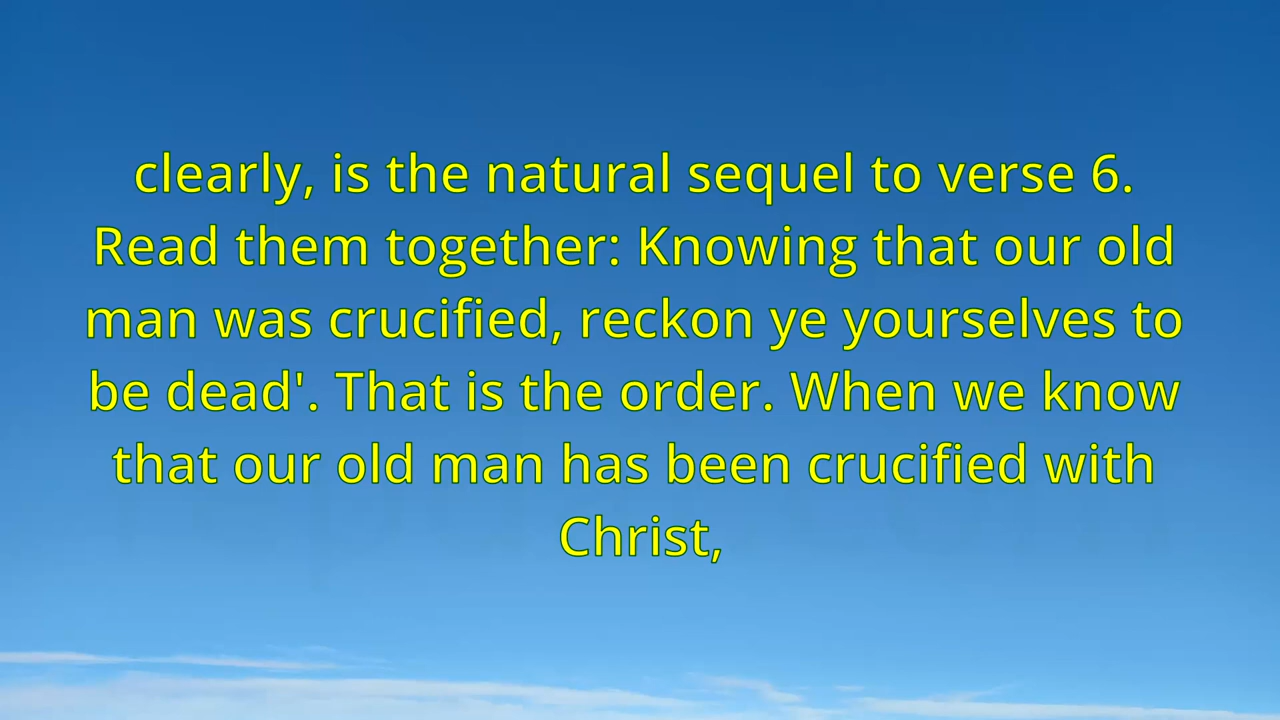 clearly, is the natural sequel to verse 6.
Read them together: Knowing that our old
man was crucified, reckon ye yourselves to
be dead'. That is the order. When we know
that our old man has been crucified with
Christ,